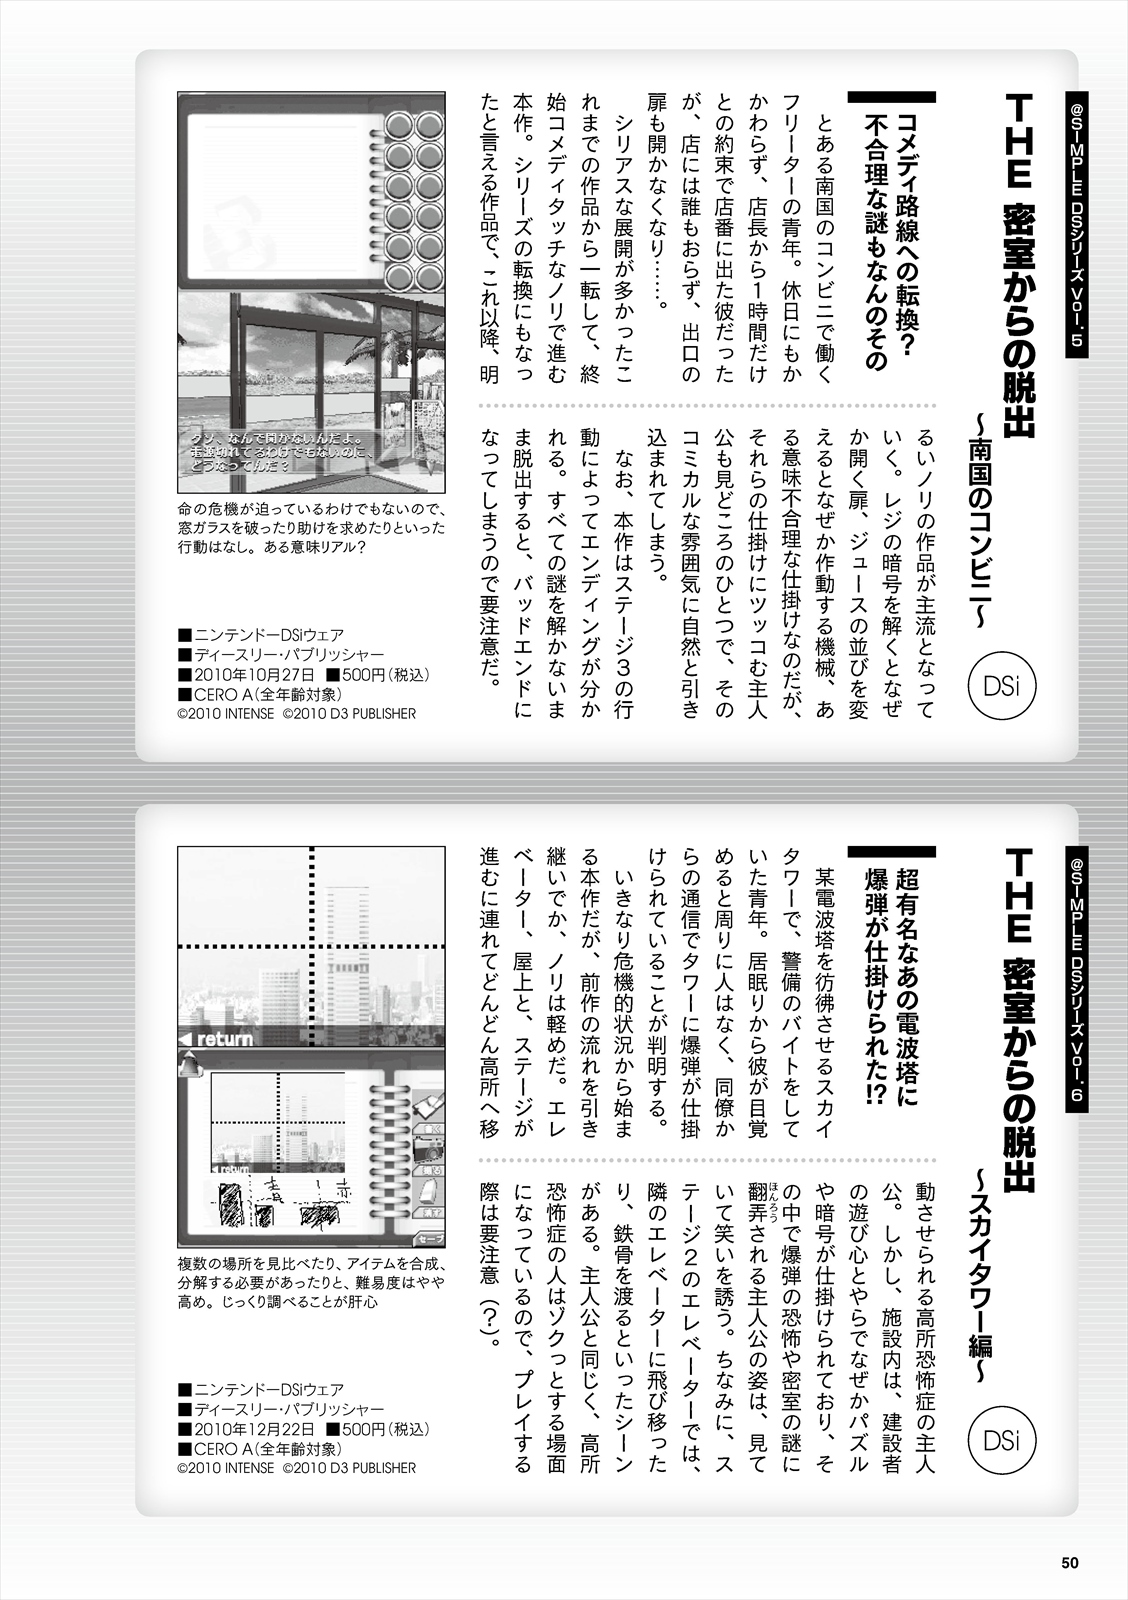 @SIMPLE DSシリーズ Vol.5
THE 密室からの脱出
〜南国のコンビニ〜
DSi
コメディ路線への転換？
不合理な謎もなんのその
　とある南国のコンビニで働く
フリーターの青年。休日にもか
かわらず、店長から1時間だけ
との約束で店番に出た彼だった
が、店には誰もおらず、出口の
扉も開かなくなり……。
　シリアスな展開が多かったこ
れまでの作品から一転して、終
始コメディタッチなノリで進む
本作。シリーズの転換にもなっ
たと言える作品で、これ以降、明
るいノリの作品が主流となって
いく。レジの暗号を解くとなぜ
か開く扉、ジュースの並びを変
えるとなぜか作動する機械、あ
る意味不合理な仕掛けなのだが、
それらの仕掛けにツッコむ主人
公も見どころのひとつで、その
コミカルな雰囲気に自然と引き
込まれてしまう。
　なお、本作はステージ3の行
動によってエンディングが分か
れる。すべての謎を解かないま
ま脱出すると、バッドエンドに
なってしまうので要注意だ。
クソ、なんで開かないんだよ。
電源切れてるわけでもないのに、
どうなってんだ？
命の危機が迫っているわけでもないので、
窓ガラスを破ったり助けを求めたりといった
行動はなし。ある意味リアル？
■ニンテンドーDSiウェア
■ディースリー・パブリッシャー
■2010年10月27日　■500円（税込）
■CERO A（全年齢対象）
©2010 INTENSE ©2010 D3 PUBLISHER
@SIMPLE DSシリーズ Vol.6
THE 密室からの脱出
〜スカイタワー編〜
DSi
超有名なあの電波塔に
爆弾が仕掛けられた!?
　某電波塔を彷彿させるスカイ
タワーで、警備のバイトをして
いた青年。居眠りから彼が目覚
めると周りに人はなく、同僚か
らの通信でタワーに爆弾が仕掛
けられていることが判明する。
　いきなり危機的状況から始ま
る本作だが、前作の流れを引き
継いでか、ノリは軽めだ。エレ
ベーター、屋上と、ステージが
進むに連れてどんどん高所へ移
動させられる高所恐怖症の主人
公。しかし、施設内は、建設者
の遊び心とやらでなぜかパズル
や暗号が仕掛けられており、そ
の中で爆弾の恐怖や密室の謎に
翻弄（ほんろう）される主人公の姿は、見て
いて笑いを誘う。ちなみに、ス
テージ2のエレベーターでは、
隣のエレベーターに飛び移った
り、鉄骨を渡るといったシーン
がある。主人公と同じく、高所
恐怖症の人はゾクっとする場面
になっているので、プレイする
際は要注意（？）。
return
return
青
赤
セーブ
複数の場所を見比べたり、アイテムを合成、
分解する必要があったりと、難易度はやや
高め。じっくり調べることが肝心
■ニンテンドーDSiウェア
■ディースリー・パブリッシャー
■2010年12月22日　■500円（税込）
■CERO A（全年齢対象）
©2010 INTENSE ©2010 D3 PUBLISHER
50